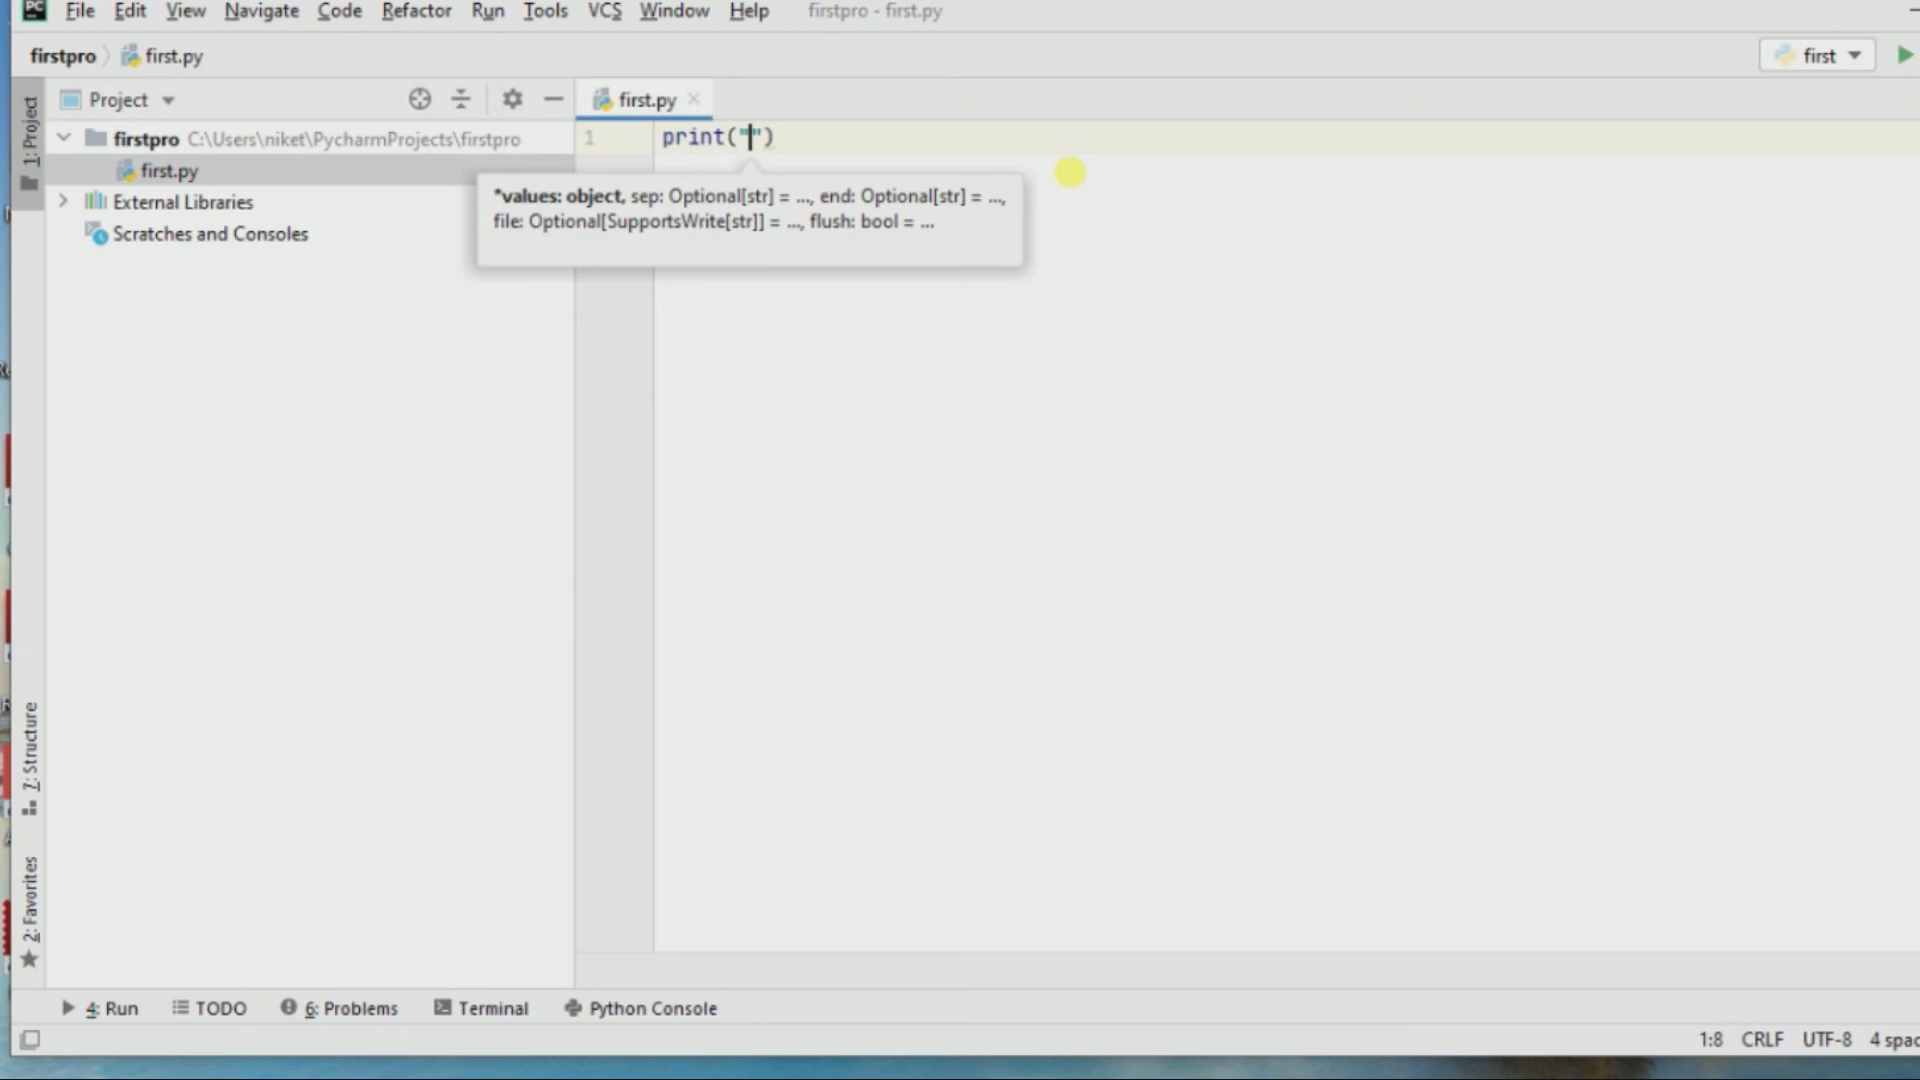 PC File Edit View Navigate Code Refactor Run Tools VCS Window Help firstpro - first.py
firstpro first.py first
1: Project Project first.py
firstpro C:\Users\niket\PycharmProjects\firstpro
first.py
External Libraries
Scratches and Consoles
1 print("")
*values: object, sep: Optional[str] = ..., end: Optional[str] = ...,
file: Optional[SupportsWrite[str]] = ..., flush: bool = ...
7: Structure
2: Favorites
4: Run TODO 6: Problems Terminal Python Console
1:8 CRLF UTF-8 4 spac